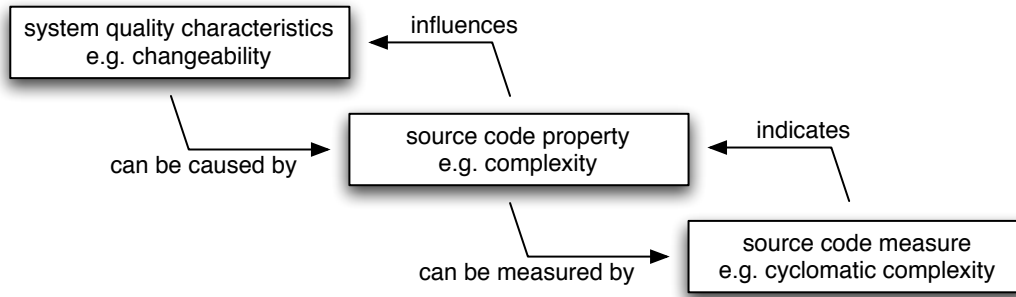 system quality characteristics
e.g. changeability
influences
can be caused by
source code property
e.g. complexity
indicates
can be measured by
source code measure
e.g. cyclomatic complexity